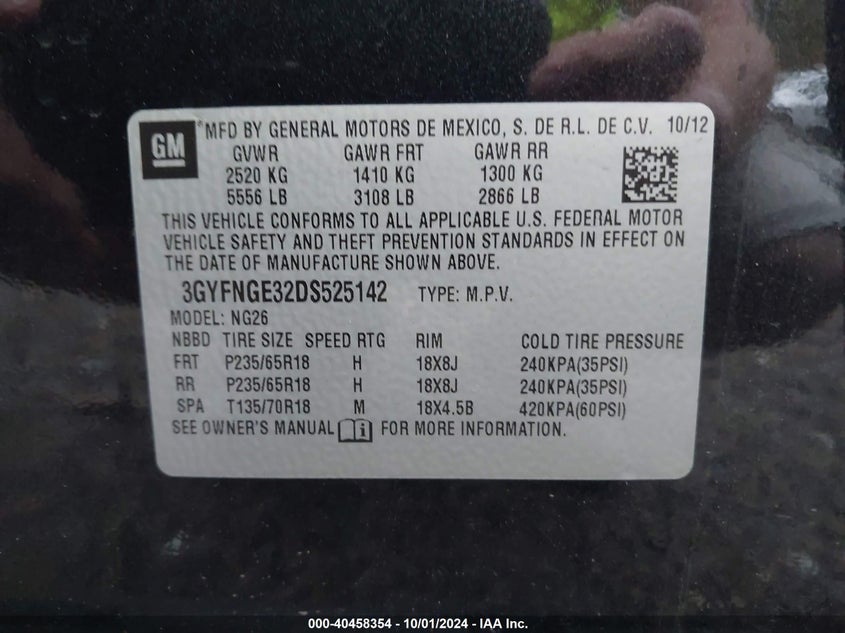 GM
*MFD BY GENERAL MOTORS DE MEXICO, S. DE R.L. DE C.V. 10/12
GVWR GAWR FRT GAWR RR
2520 KG 1410 KG 1300 KG
5556 LB 3108 LB 2866 LB
THIS VEHICLE CONFORMS TO ALL APPLICABLE U.S. FEDERAL MOTOR
VEHICLE SAFETY AND THEFT PREVENTION STANDARDS IN EFFECT ON
THE DATE OF MANUFACTURE SHOWN ABOVE.
3GYFNGE32DS525142 TYPE: M.P.V.
MODEL: NG26
NBBD TIRE SIZE SPEED RTG RIM COLD TIRE PRESSURE
FRT P235/65R18 H 18X8J 240KPA(35PSI)
RR P235/65R18 H 18X8J 240KPA(35PSI)
SPA T135/70R18 M 18X4.5B 420KPA(60PSI)
SEE OWNER'S MANUAL i FOR MORE INFORMATION.
000-40458354 - 10/01/2024 - IAA Inc.